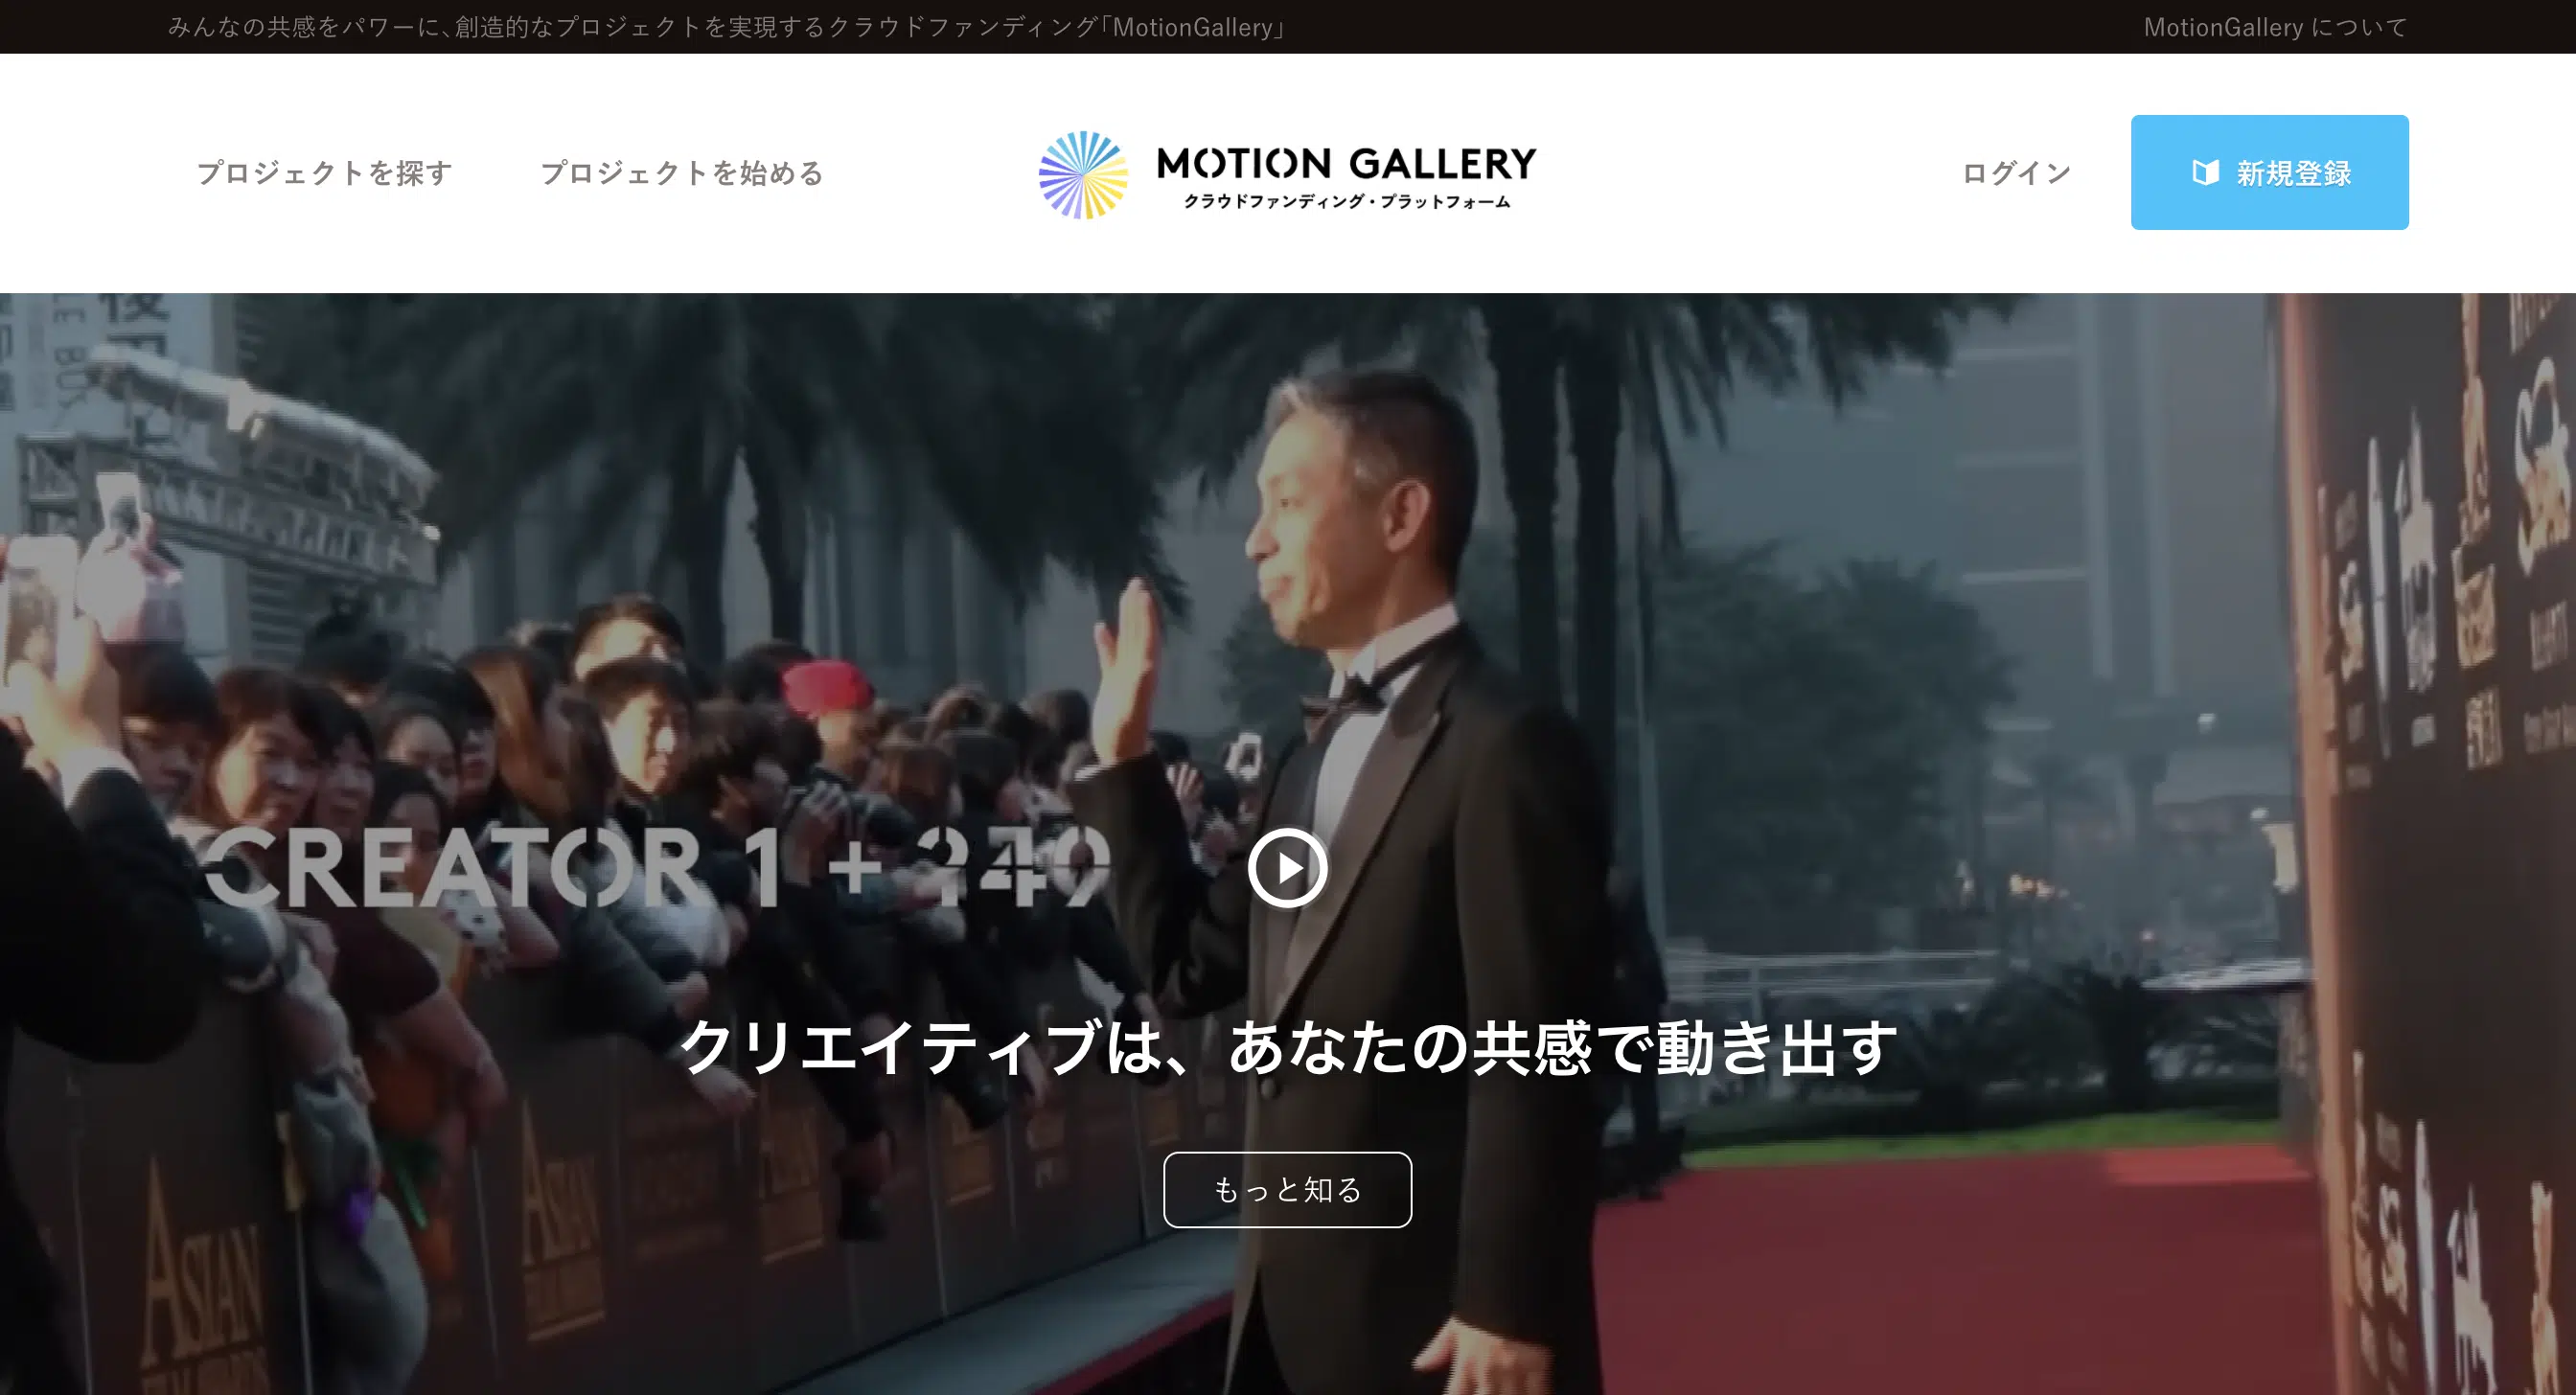 みんなの共感をパワーに、創造的なプロジェクトを実現するクラウドファンディング「MotionGallery」
MotionGallery について
プロジェクトを探す
プロジェクトを始める
MOTION GALLERY
クラウドファンディング・プラットフォーム
ログイン
新規登録
CREATOR 1 +
クリエイティブは、あなたの共感で動き出す
もっと知る
ASIAN